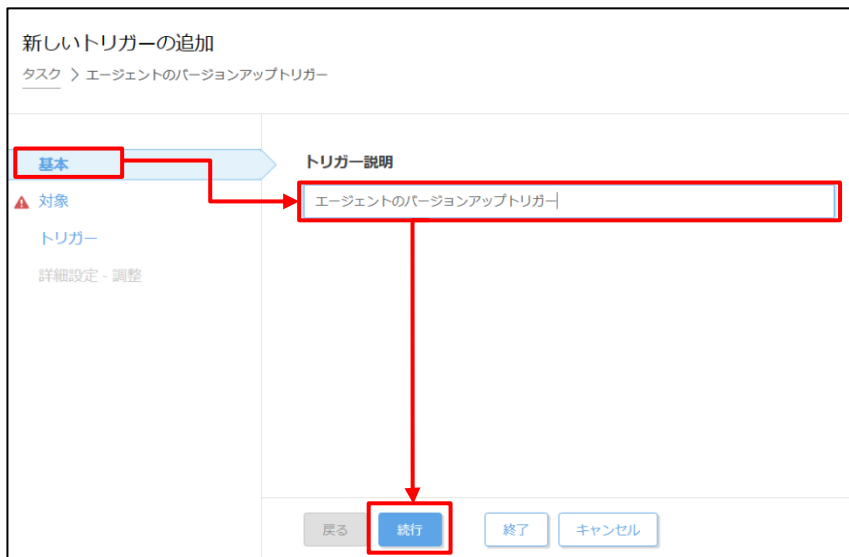 新しいトリガーの追加
タスク > エージェントのバージョンアップトリガー
基本
対象
トリガー
詳細設定 - 調整
トリガー説明
エージェントのバージョンアップトリガー
戻る 続行 終了 キャンセル